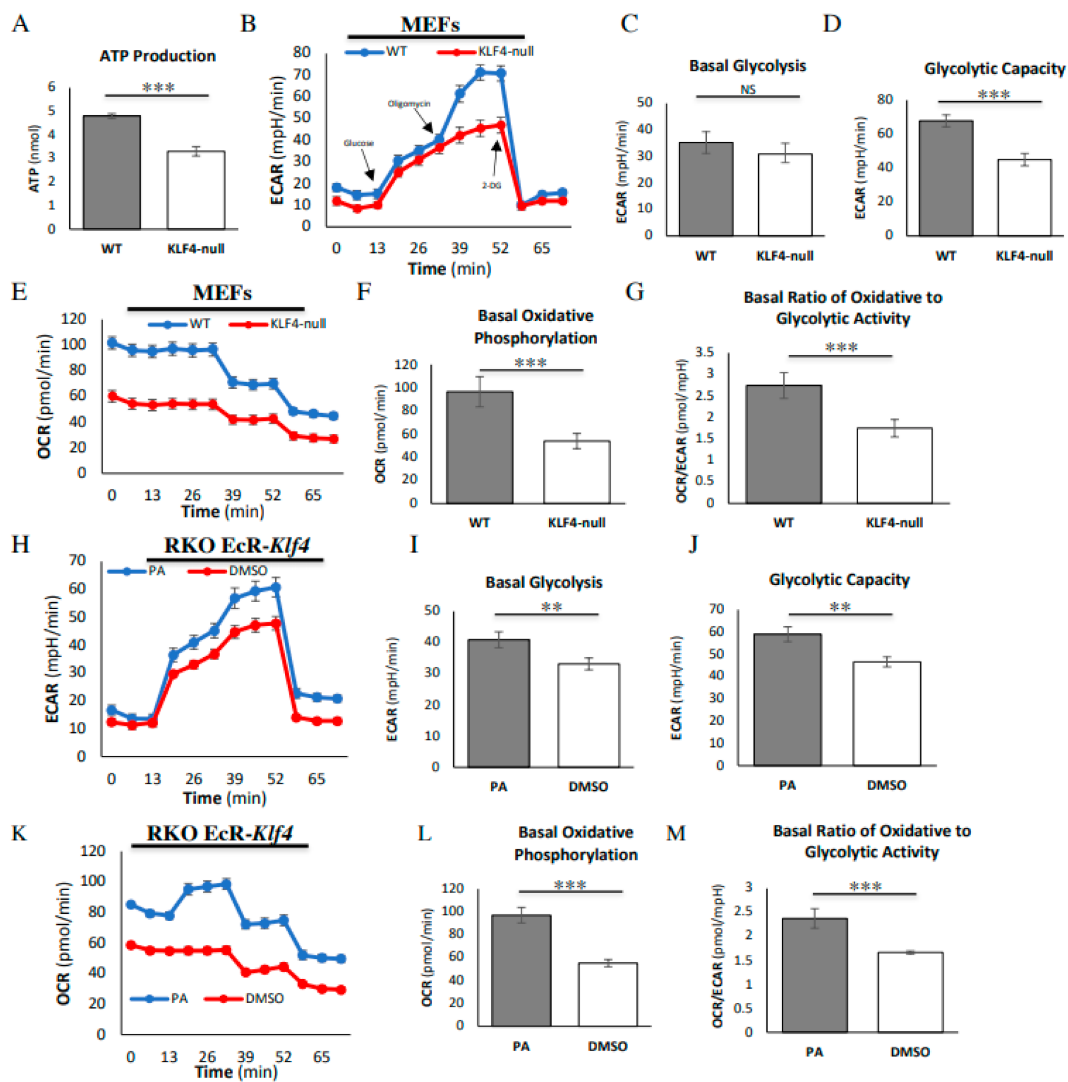 A
ATP Production
***
ATP (nmol)
6
5
4
3
2
1
0
WT
KLF4-null
B
MEFs
WT
KLF4-null
ECAR (mpH/min)
80
70
60
50
40
30
20
10
0
Glucose
Oligomycin
2-DG
0 13 26 39 52 65
Time (min)
C
Basal Glycolysis
NS
ECAR (mpH/min)
50
40
30
20
10
0
WT
KLF4-null
D
Glycolytic Capacity
***
ECAR (mpH/min)
80
60
40
20
0
WT
KLF4-null
E
MEFs
WT
KLF4-null
OCR (pmol/min)
120
100
80
60
40
20
0
0 13 26 39 52 65
Time (min)
F
Basal Oxidative
Phosphorylation
***
OCR (pmol/min)
120
100
80
60
40
20
0
WT
KLF4-null
G
Basal Ratio of Oxidative to
Glycolytic Activity
***
OCR/ECAR (pmol/mpH)
3.5
3
2.5
2
1.5
1
0.5
0
WT
KLF4-null
H
RKO EcR-Klf4
PA
DMSO
ECAR (mpH/min)
70
60
50
40
30
20
10
0
0 13 26 39 52 65
Time (min)
I
Basal Glycolysis
**
ECAR (mpH/min)
50
40
30
20
10
0
PA
DMSO
J
Glycolytic Capacity
**
ECAR (mpH/min)
70
60
50
40
30
20
10
0
PA
DMSO
K
RKO EcR-Klf4
OCR (pmol/min)
120
100
80
60
40
20
0
PA
DMSO
0 13 26 39 52 65
Time (min)
L
Basal Oxidative
Phosphorylation
***
OCR (pmol/min)
120
100
80
60
40
20
0
PA
DMSO
M
Basal Ratio of Oxidative to
Glycolytic Activity
***
OCR/ECAR (pmol/mpH)
3
2.5
2
1.5
1
0.5
0
PA
DMSO